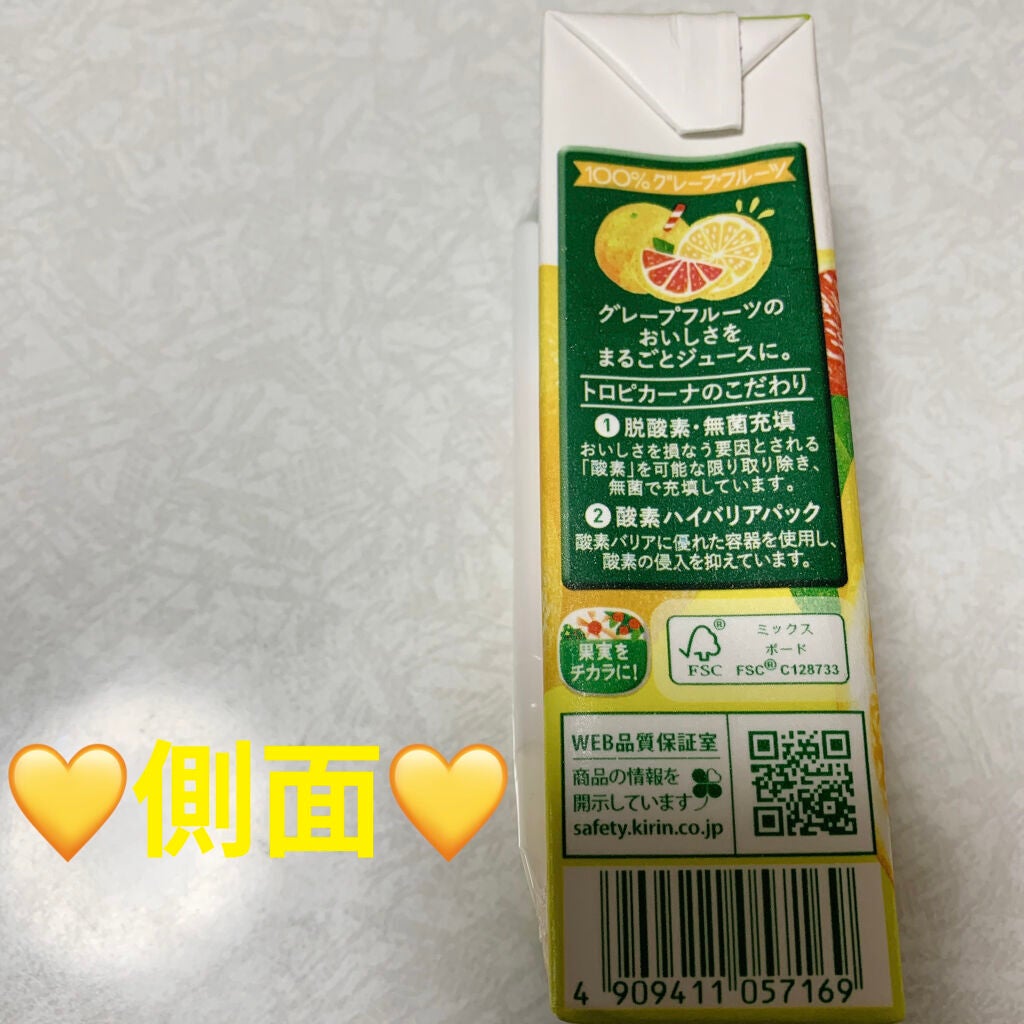 100%グレープフルーツ
グレープフルーツの
おいしさを
まるごとジュースに。
トロピカーナのこだわり
1 脱酸素・無菌充填
おいしさを損なう要因とされる
「酸素」を可能な限り取り除き、
無菌で充填しています。
2 酸素ハイバリアパック
酸素バリアに優れた容器を使用し、
酸素の侵入を抑えています。
果実を
チカラに!
ミックス
ボード
FSC® FSC® C128733
WEB品質保証室
商品の情報を
開示しています
safety.kirin.co.jp
💛側面💛
4 909411 057169